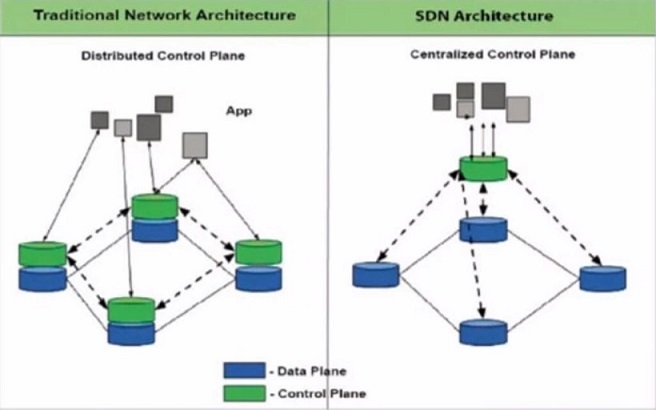 Traditional Network Architecture
SDN Architecture
Distributed Control Plane
Centralized Control Plane
App
- Data Plane
- Control Plane